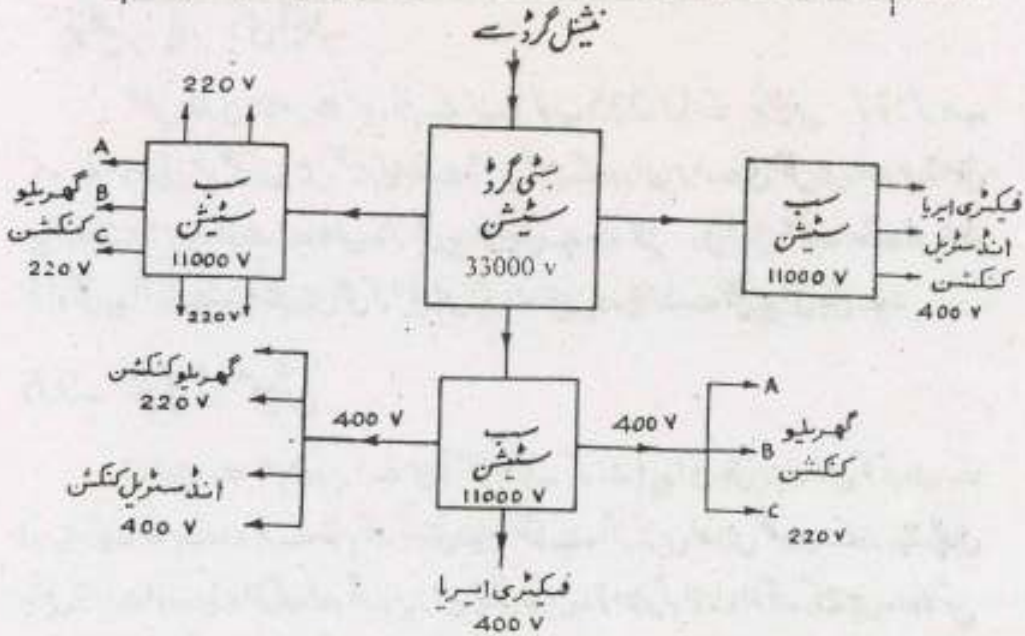 نیشنل گرڈ سے
220 V
سٹی گرڈ
سٹیشن
33000 v
سب
سٹیشن
11000 V
A
B
C
گھریلو
کنکشن
220 V
220 V
سب
سٹیشن
11000 V
فیکٹری ایریا
انڈسٹریل
کنکشن
400 V
سب
سٹیشن
11000 V
400 V
گھریلو کنکشن
220 V
انڈسٹریل کنکشن
400 V
400 V
A
B
C
گھریلو
کنکشن
220 V
فیکٹری ایریا
400 V